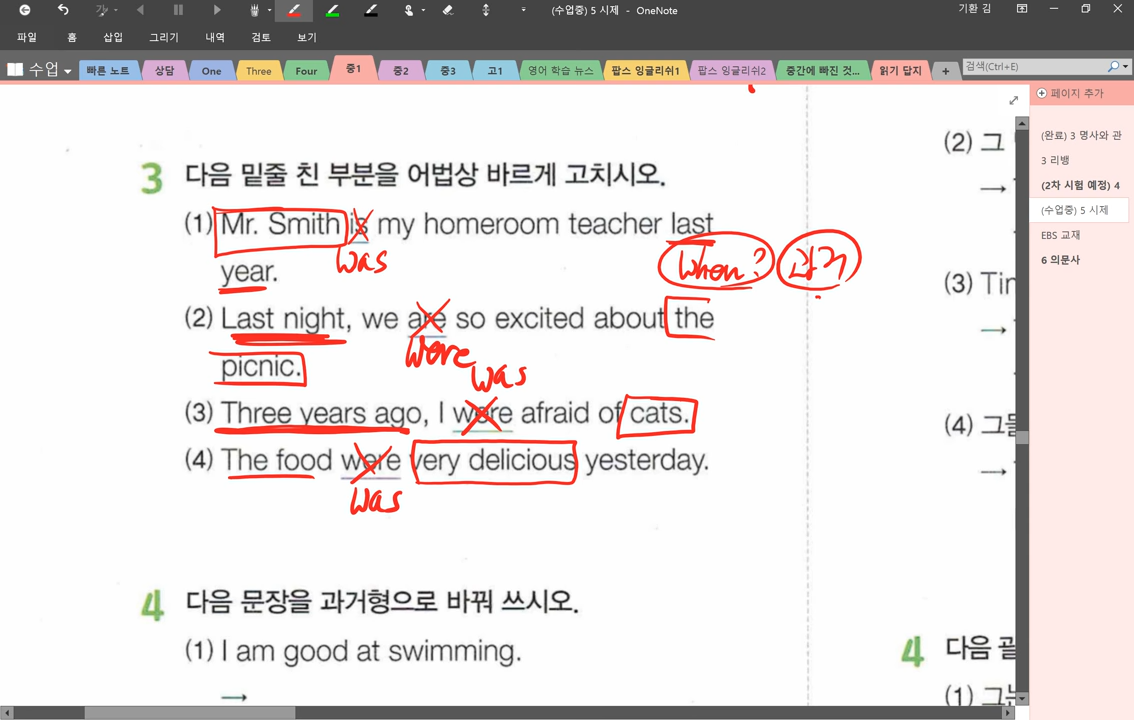 (수업중) 5 시제 - OneNote
기환 김
파일 홈 삽입 그리기 내역 검토 보기
수업 빠른 노트 상담 One Three Four 중1 중2 중3 고1 영어 학습 뉴스 팝스 잉글리쉬1 팝스 잉글리쉬2 중간에 빠진 것... 읽기 답지 +
검색(Ctrl+E)
페이지 추가
(완료) 3 명사와 관
3 리뱅
(2차 시험 예정) 4
(수업중) 5 시제
EBS 교재
6 의문사
3 다음 밑줄 친 부분을 어법상 바르게 고치시오.
(1) Mr. Smith is my homeroom teacher last
was
When? 과거
year.
(2) Last night, we are so excited about the
were
picnic.
was
(3) Three years ago, I were afraid of cats.
(4) The food were very delicious yesterday.
was
4 다음 문장을 과거형으로 바꿔 쓰시오.
(1) I am good at swimming.
→
(2) 그
→
(3) Tin
→
(4) 그들
→
4 다음 괄
(1) 그는